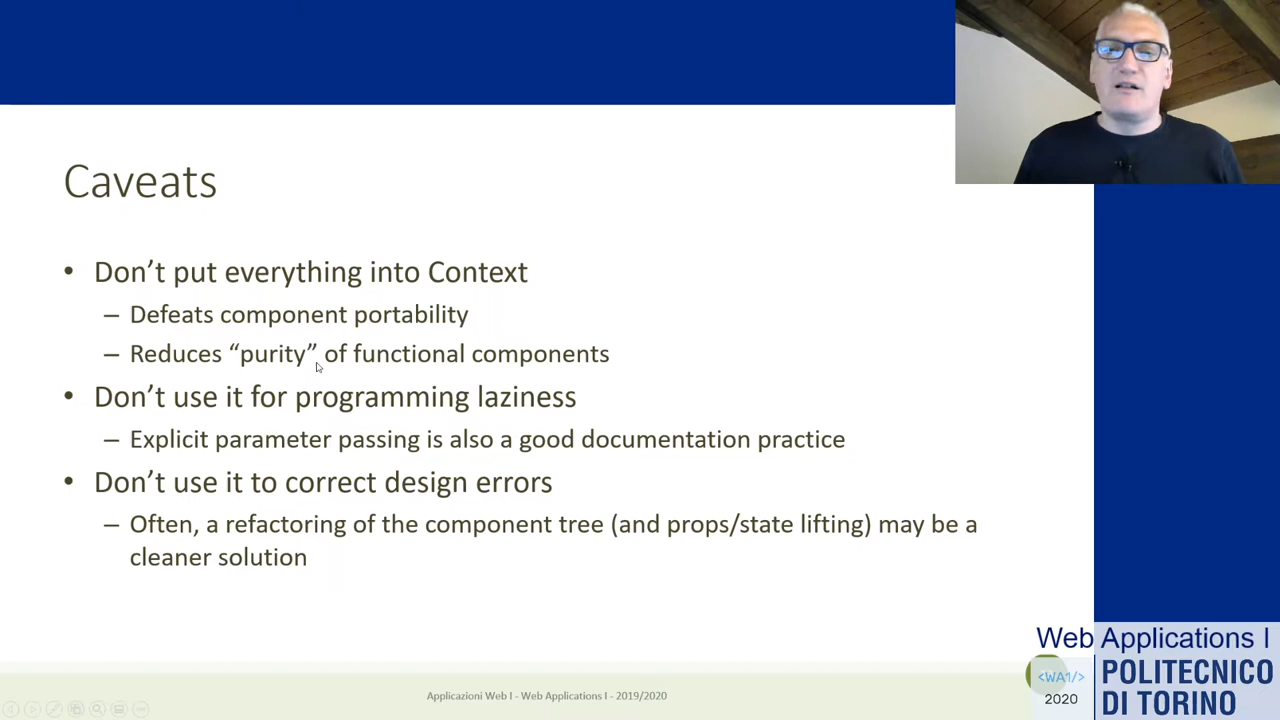 Caveats
• Don’t put everything into Context
– Defeats component portability
– Reduces “purity” of functional components
• Don’t use it for programming laziness
– Explicit parameter passing is also a good documentation practice
• Don’t use it to correct design errors
– Often, a refactoring of the component tree (and props/state lifting) may be a
cleaner solution
Applicazioni Web I - Web Applications I - 2019/2020
Web Applications I
<WA1/>
2020
POLITECNICO
DI TORINO